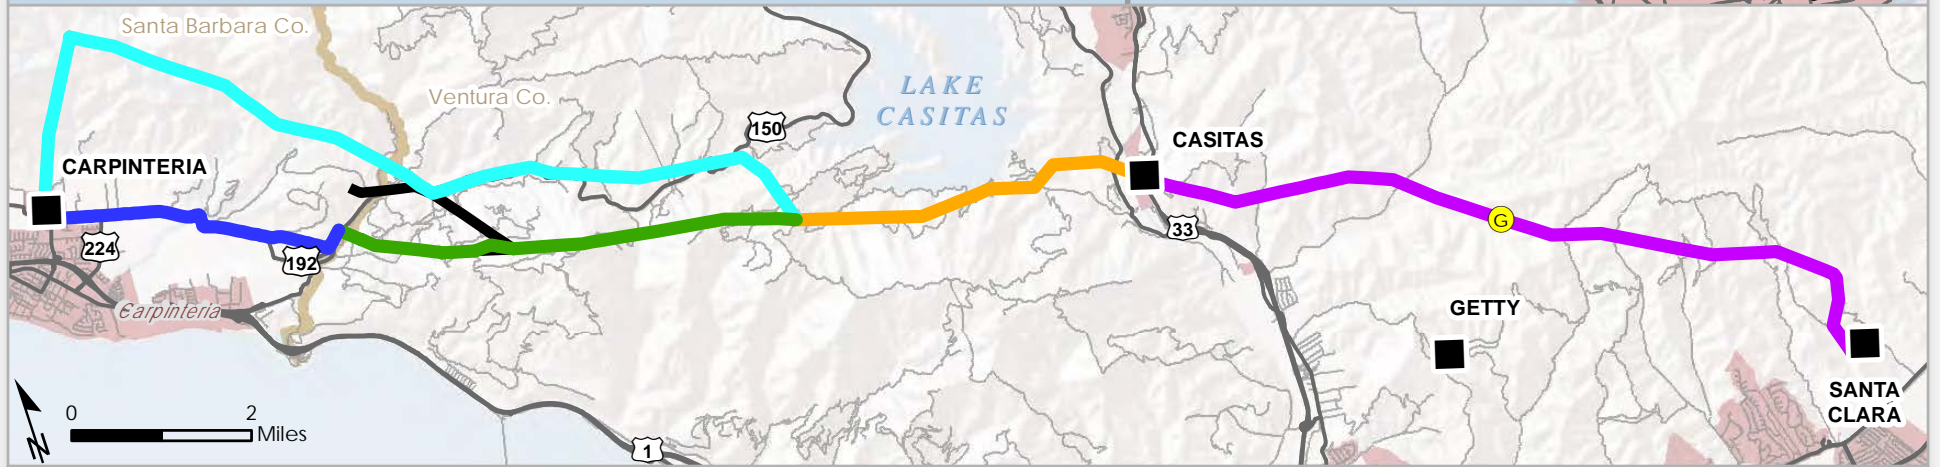 Santa Barbara Co.
Ventura Co.
LAKE
CASITAS
150
CASITAS
CARPINTERIA
224
192
33
G
Carpinteria
GETTY
SANTA
CLARA
0 2
Miles
N
1